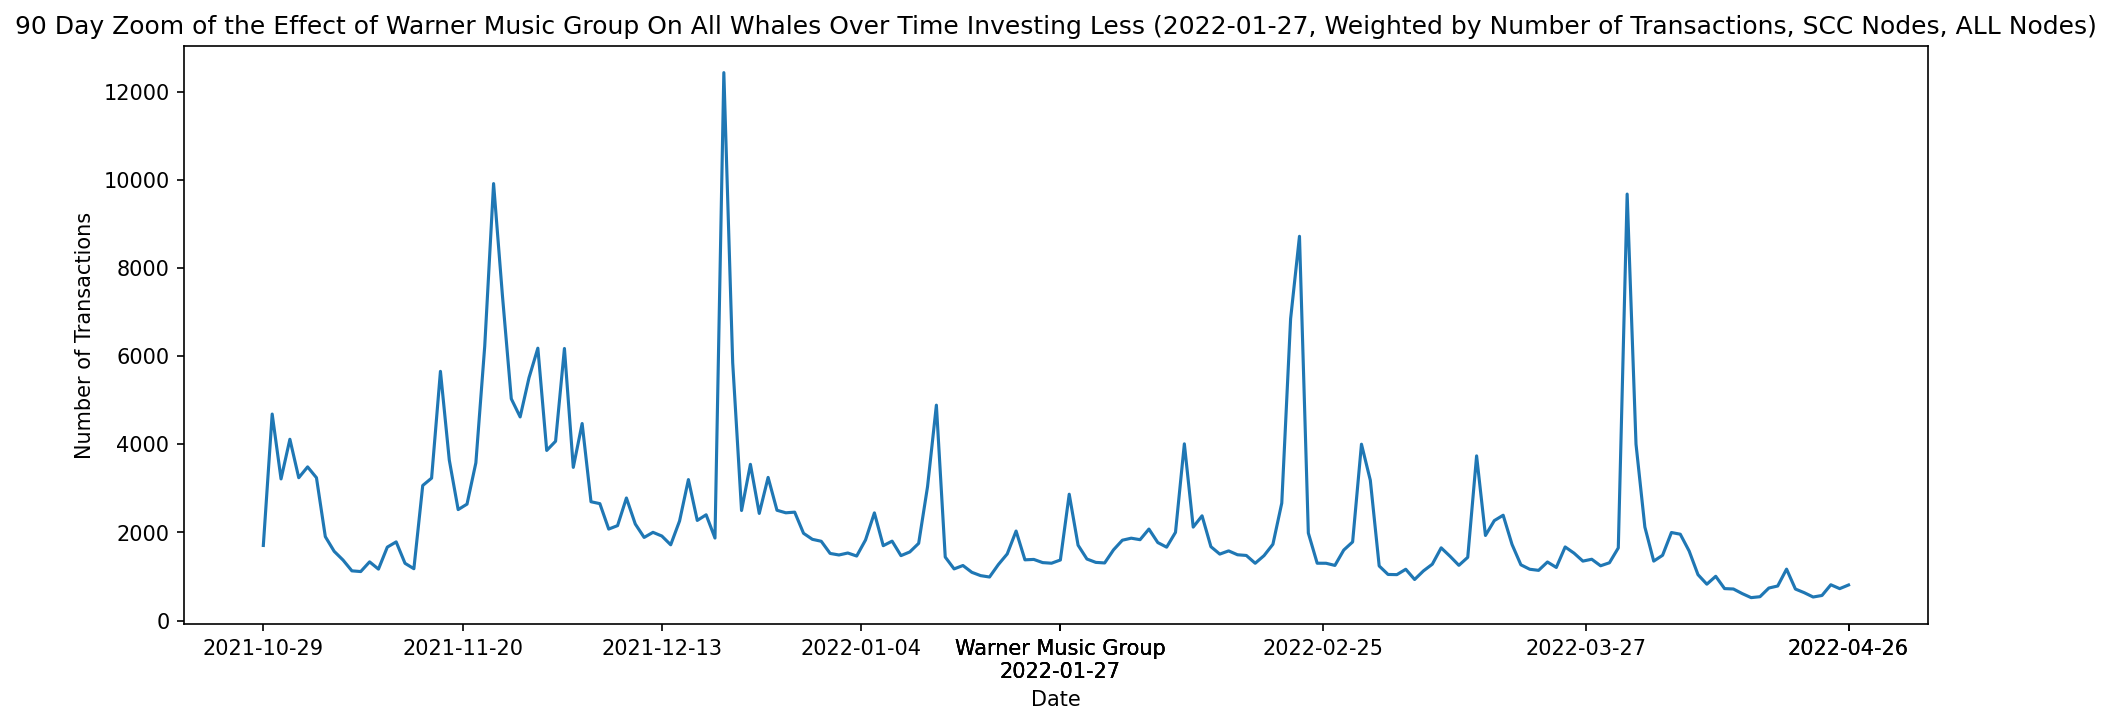 90 Day Zoom of the Effect of Warner Music Group On All Whales Over Time Investing Less (2022-01-27, Weighted by Number of Transactions, SCC Nodes, ALL Nodes)
Number of Transactions
12000
10000
8000
6000
4000
2000
0
2021-10-29 2021-11-20 2021-12-13 2022-01-04 Warner Music Group 2022-02-25 2022-03-27 2022-04-26
2022-01-27
Date